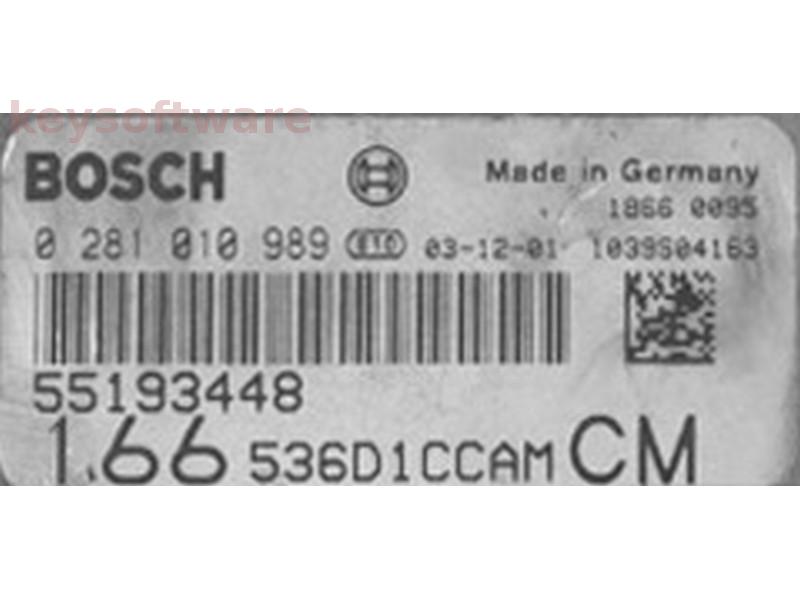 keysoftware
BOSCH Made in Germany
1866 0095
0 281 010 989 03-12-01 1039S04163
55193448
1.66 536D1CCAM CM